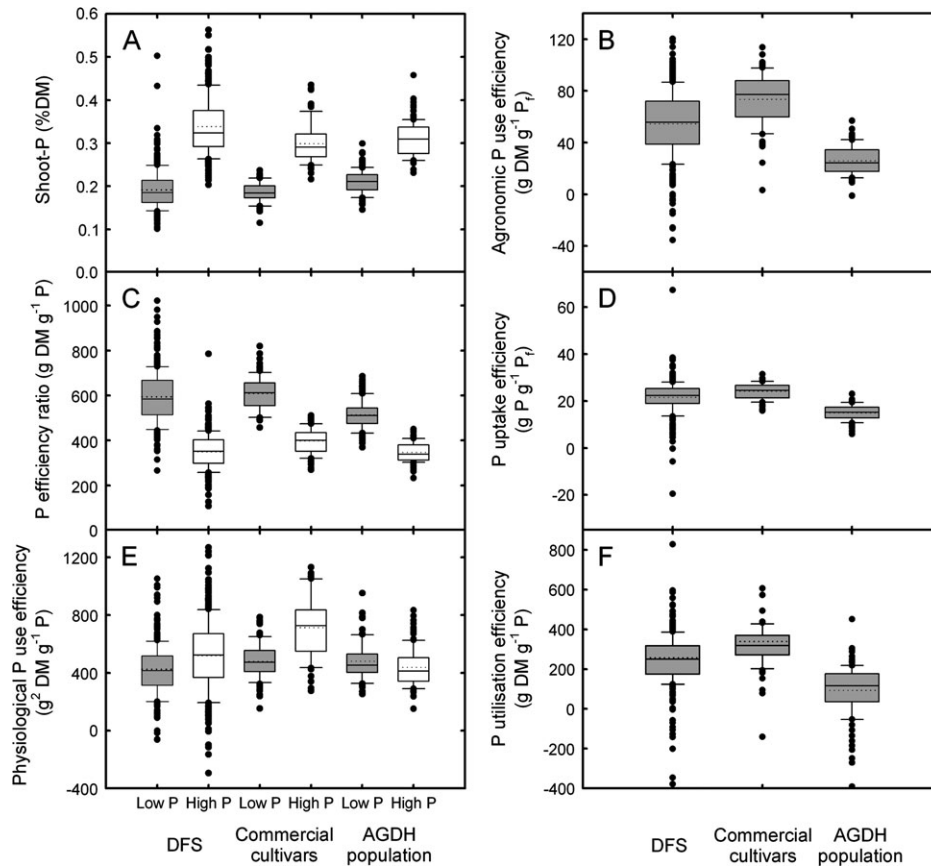 A
Shoot-P (%DM)
0.6
0.5
0.4
0.3
0.2
0.1
0.0
B
Agronomic P use efficiency
(g DM g⁻¹ Pf)
120
80
40
0
-40
60
C
P efficiency ratio (g DM g⁻¹ P)
1000
800
600
400
200
0
D
P uptake efficiency
(g P g⁻¹ Pf)
60
40
20
0
-20
E
Physiological P use efficiency
(g² DM g⁻¹ P)
1200
800
400
0
-400
Low P High P Low P High P Low P High P
DFS
Commercial
cultivars
AGDH
population
F
P utilisation efficiency
(g DM g⁻¹ P)
800
600
400
200
0
-200
-400
DFS
Commercial
cultivars
AGDH
population